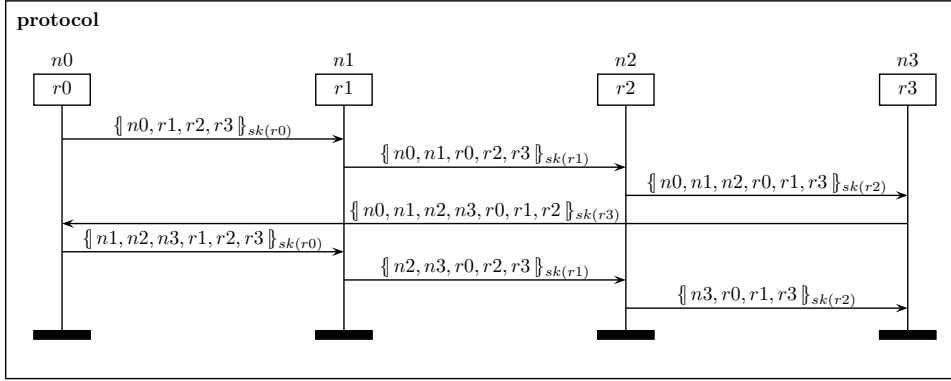 protocol
n0 n1 n2 n3
r0 r1 r2 r3
{| n0, r1, r2, r3 |}sk(r0)
{| n0, n1, r0, r2, r3 |}sk(r1)
{| n0, n1, n2, r0, r1, r3 |}sk(r2)
{| n0, n1, n2, n3, r0, r1, r2 |}sk(r3)
{| n1, n2, n3, r1, r2, r3 |}sk(r0)
{| n2, n3, r0, r2, r3 |}sk(r1)
{| n3, r0, r1, r3 |}sk(r2)